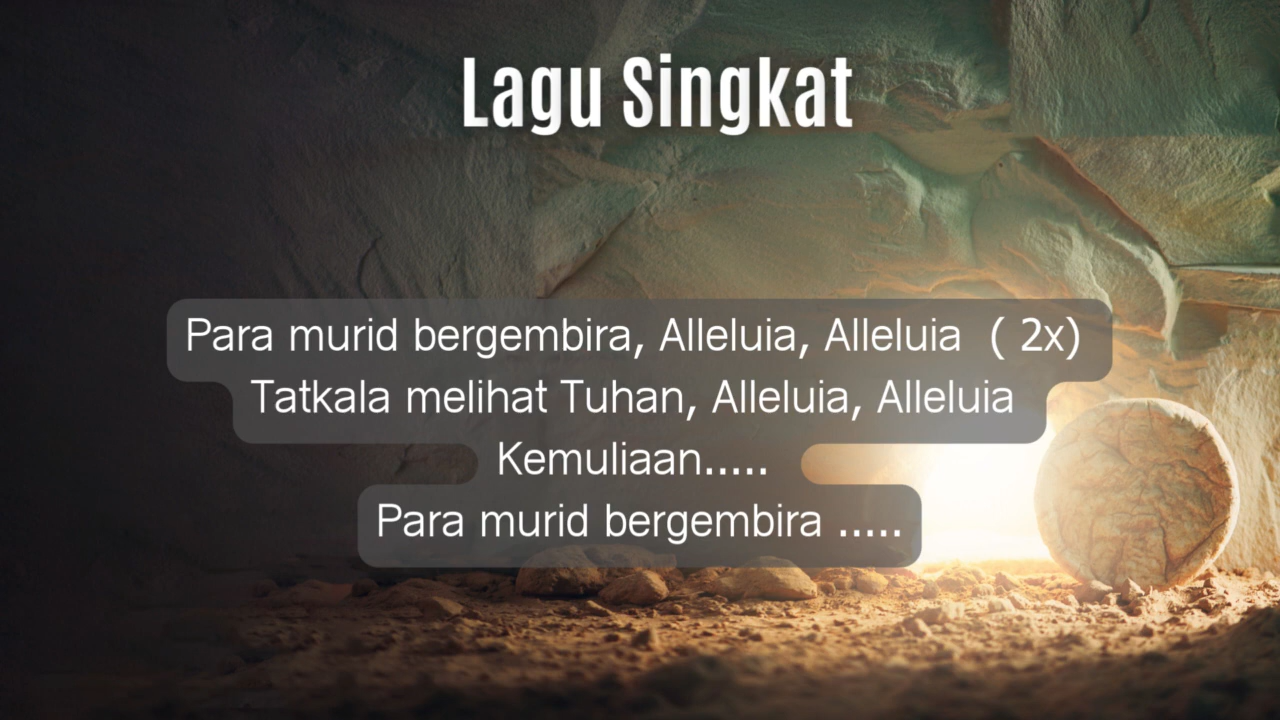 Lagu Singkat
Para murid bergembira, Alleluia, Alleluia  ( 2x)
Tatkala melihat Tuhan, Alleluia, Alleluia
Kemuliaan.....
Para murid bergembira .....